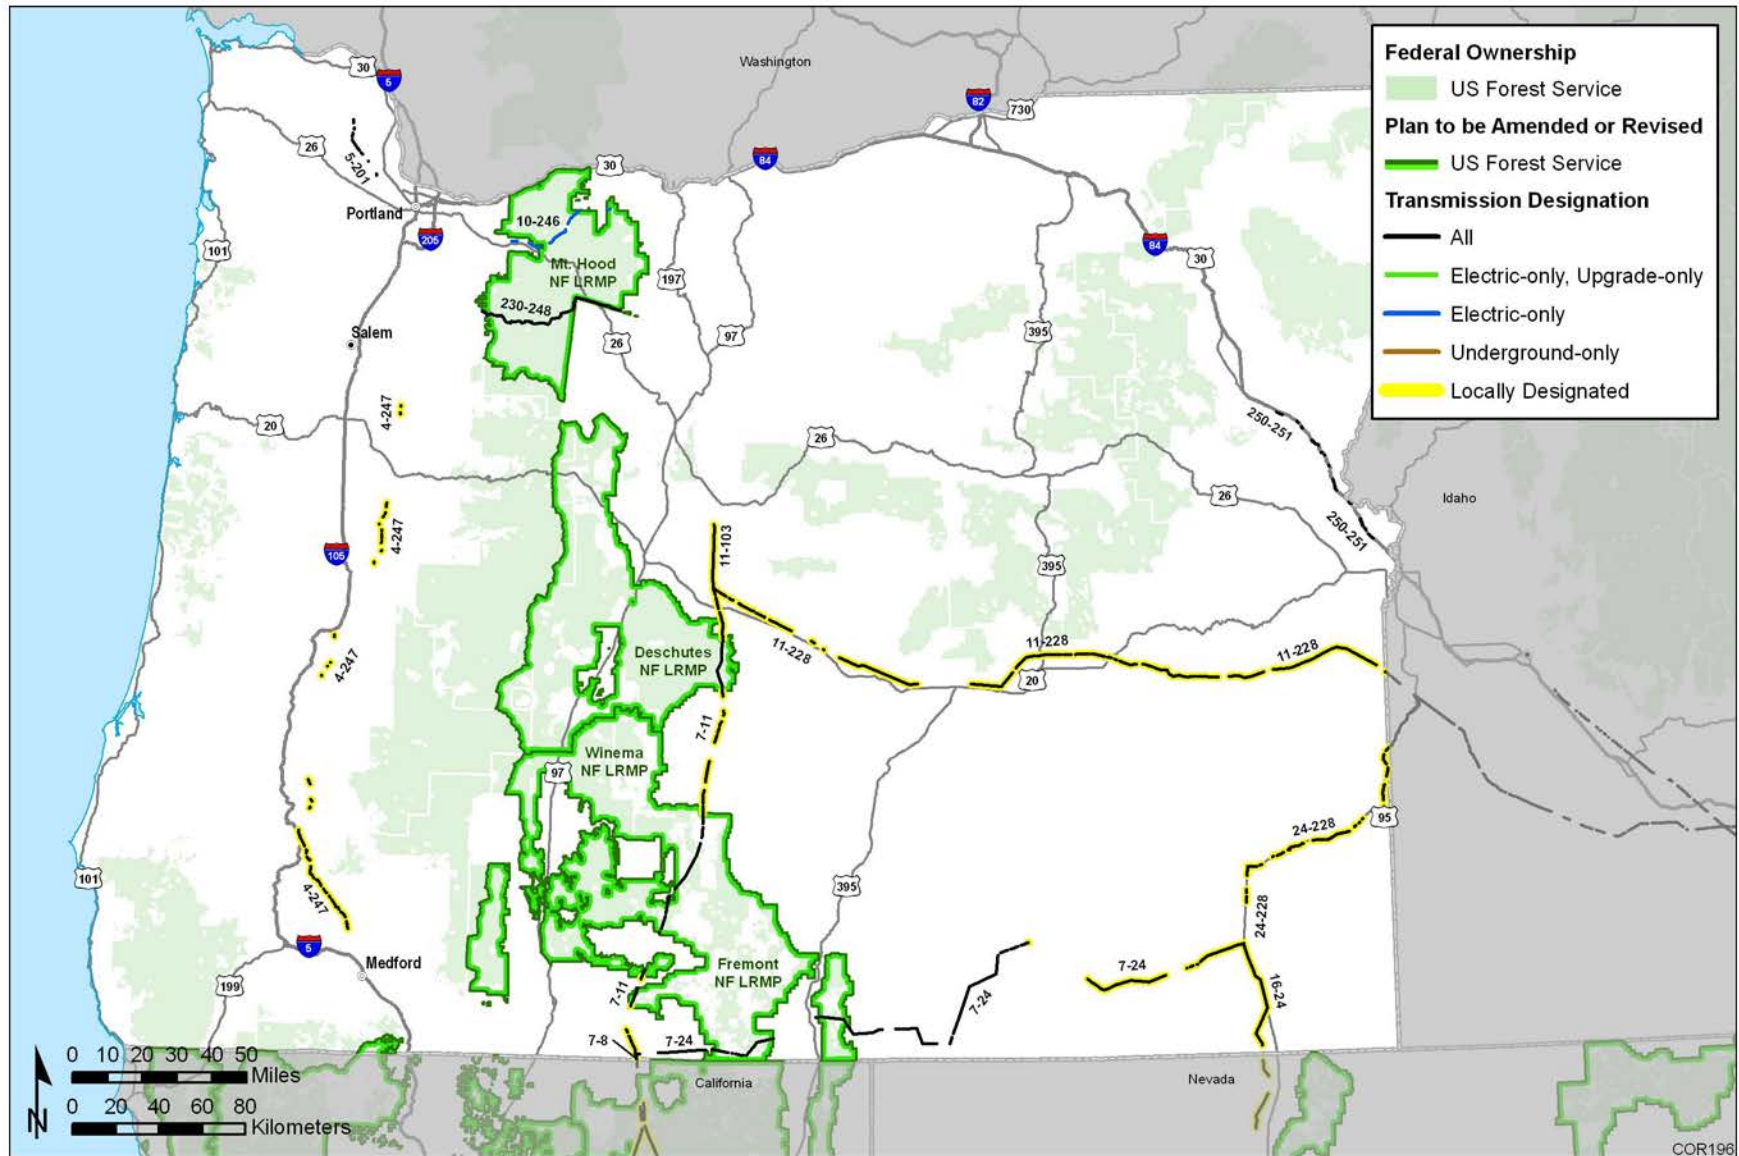 Washington
Federal Ownership
US Forest Service
Plan to be Amended or Revised
US Forest Service
Transmission Designation
All
Electric-only, Upgrade-only
Electric-only
Underground-only
Locally Designated
30
5
82
730
26
5-201
30
84
Portland
205
10-246
101
Mt. Hood
NF LRMP
197
84
30
230-248
Salem
26
97
395
4-247
20
26
250-251
26
Idaho
4-247
105
11-103
395
250-251
4-247
11-228
11-228
11-228
Deschutes
NF LRMP
20
7-11
Winema
NF LRMP
97
95
24-228
101
4-247
395
24-228
5
Medford
199
Fremont
NF LRMP
7-11
7-24
7-24
16-24
7-8
7-24
0 10 20 30 40 50
Miles
0 20 40 60 80
Kilometers
N
California
Nevada
COR196